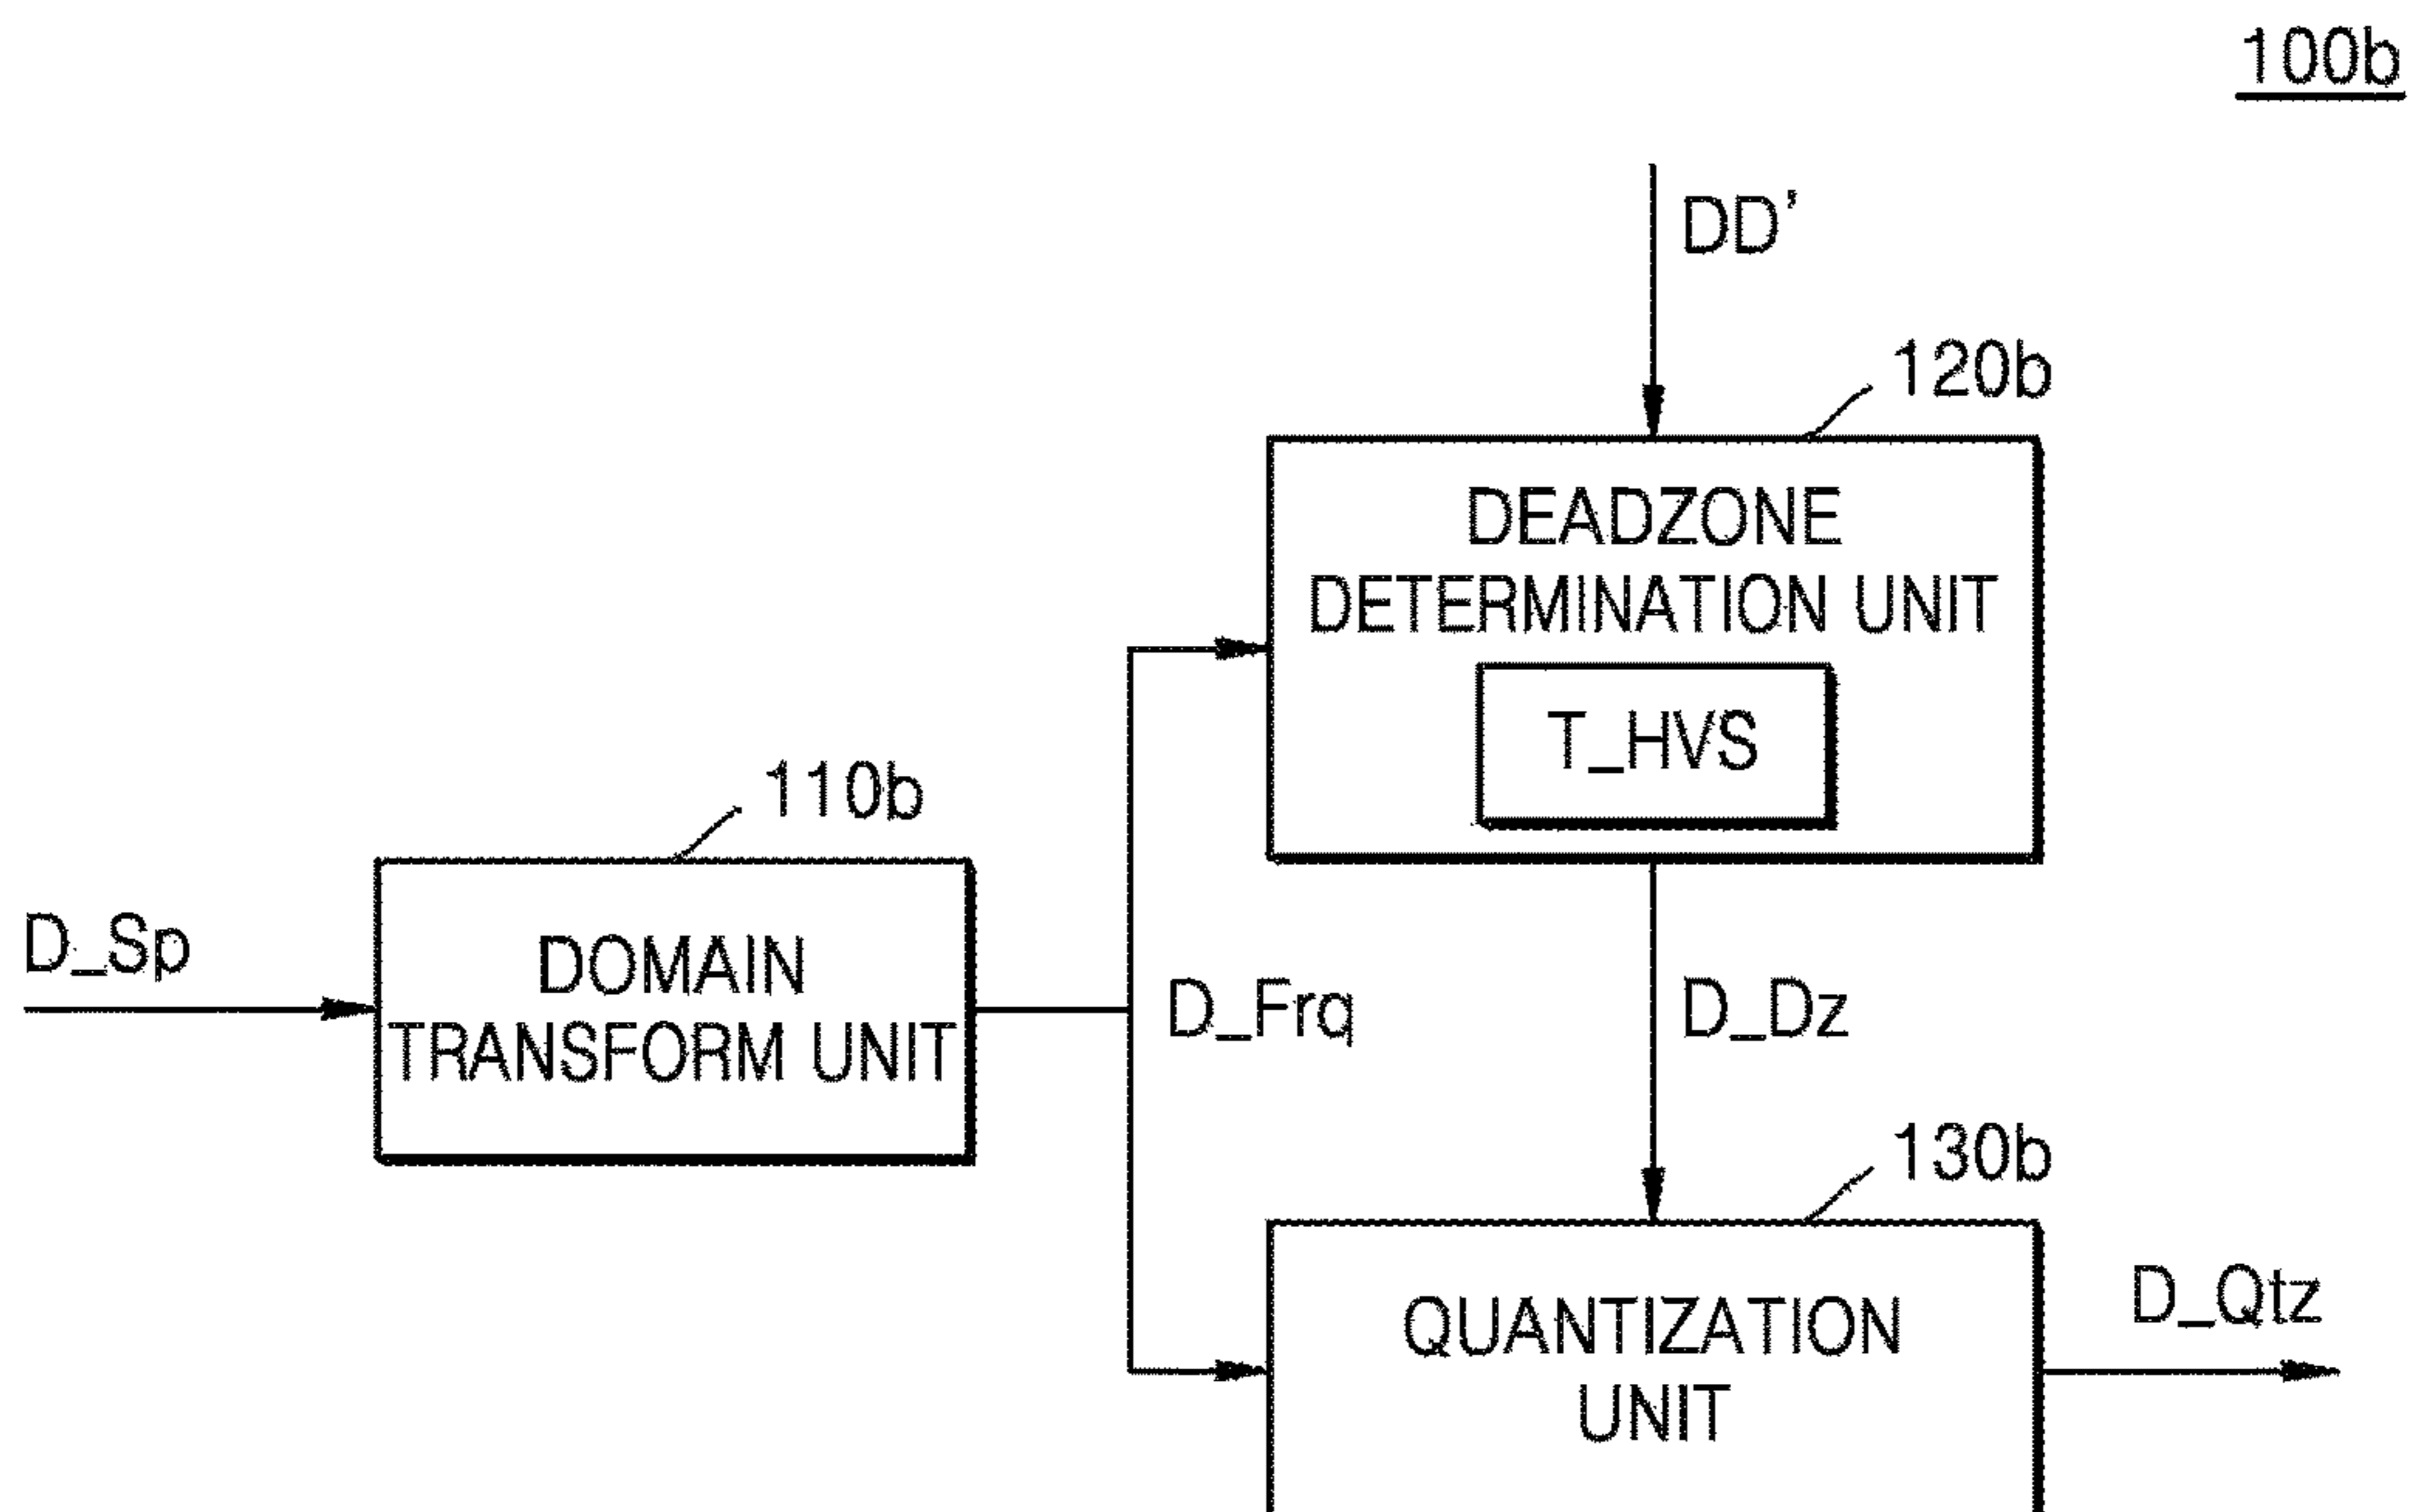 100b
DD'
120b
DEADZONE
DETERMINATION UNIT
T_HVS
110b
D_Sp
DOMAIN
TRANSFORM UNIT
D_Frq
D_Dz
130b
QUANTIZATION
UNIT
D_Qtz